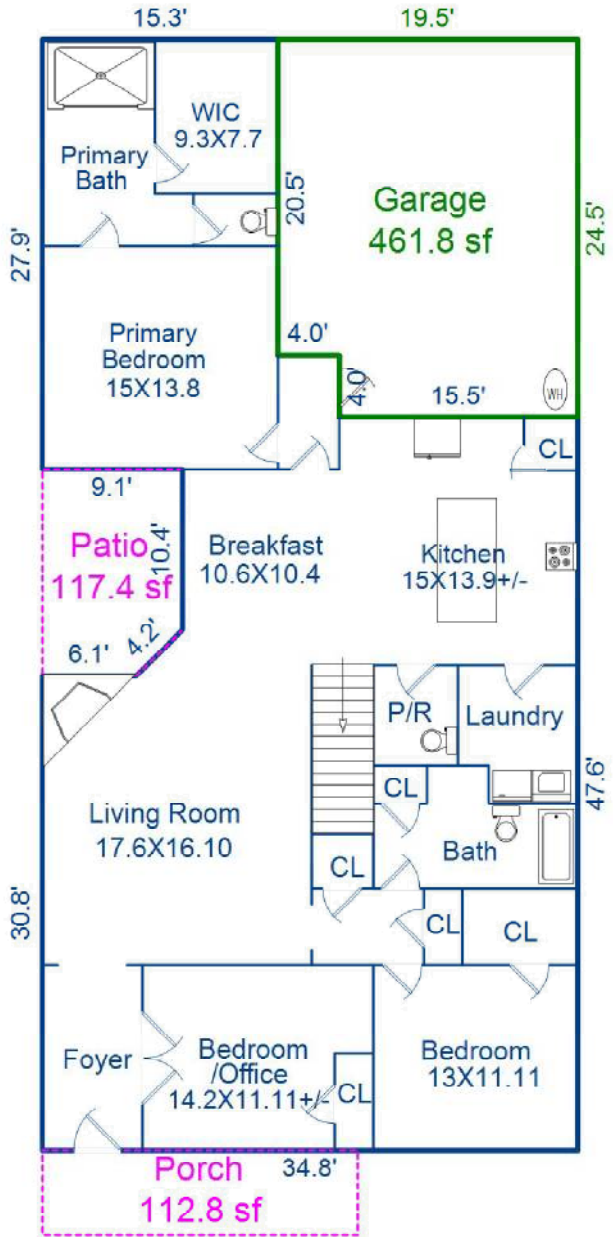 15.3'
19.5'
WIC
9.3X7.7
Primary
Bath
20.5'
Garage
461.8 sf
24.5'
27.9'
Primary
Bedroom
15X13.8
4.0'
4.0'
15.5'
WH
CL
9.1'
Patio
117.4 sf
10.4'
Breakfast
10.6X10.4
Kitchen
15X13.9+/-
6.1'
4.2'
P/R
Laundry
47.6'
CL
Living Room
17.6X16.10
Bath
CL
30.8'
CL
CL
Foyer
Bedroom
/Office
14.2X11.11+/-
CL
Bedroom
13X11.11
34.8'
Porch
112.8 sf